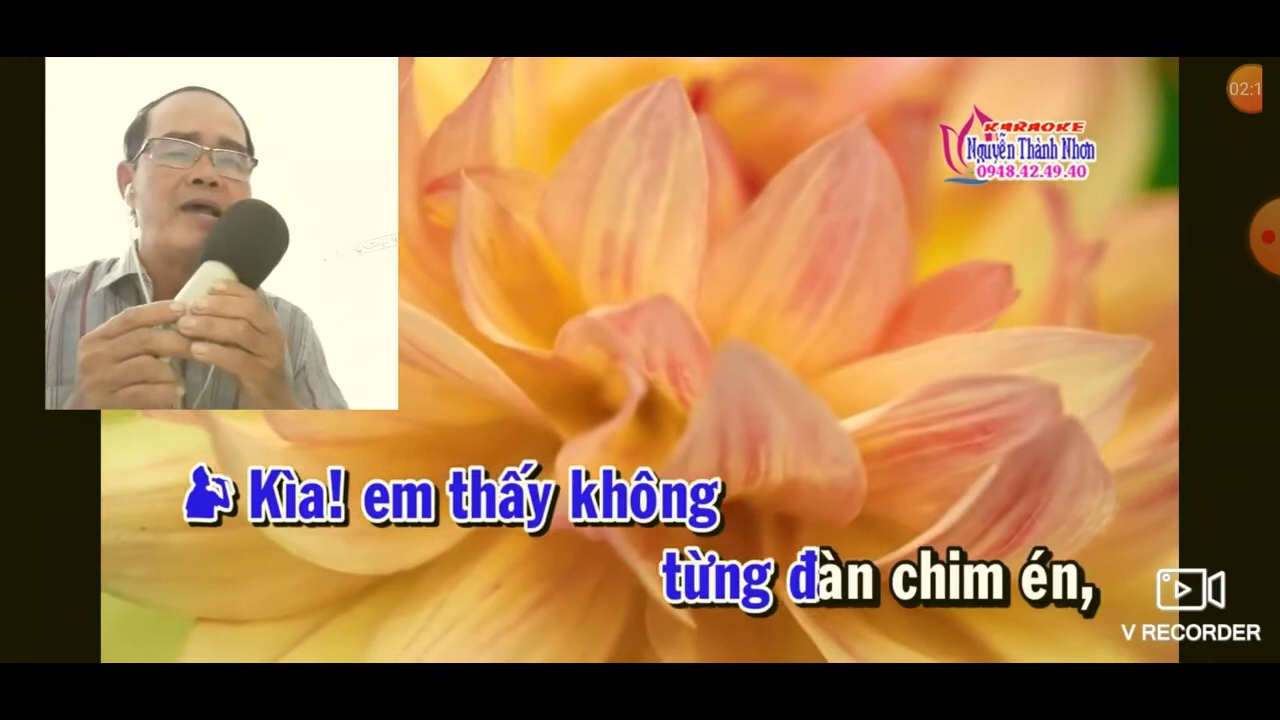 02:1
KARAOKE
Nguyễn Thành Nhơn
0948.42.49.40
Kìa! em thấy không
từng đàn chim én,
V RECORDER